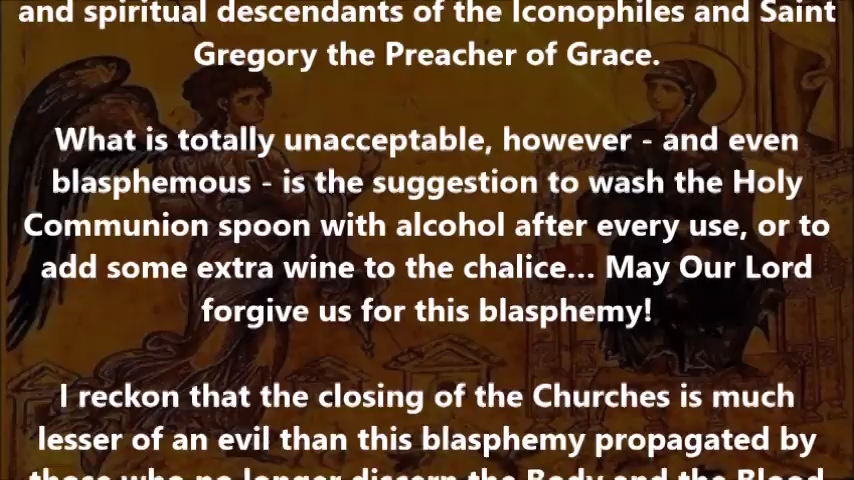 and spiritual descendants of the Iconophiles and Saint
Gregory the Preacher of Grace.
What is totally unacceptable, however - and even
blasphemous - is the suggestion to wash the Holy
Communion spoon with alcohol after every use, or to
add some extra wine to the chalice... May Our Lord
forgive us for this blasphemy!
I reckon that the closing of the Churches is much
lesser of an evil than this blasphemy propagated by
those who no longer discern the Body and the Blood